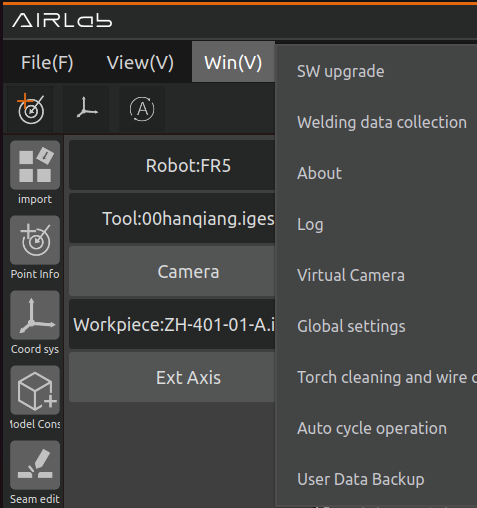 AIRLab
File(F) View(V) Win(V)
SW upgrade
Welding data collection
About
Log
Virtual Camera
Global settings
Torch cleaning and wire
Auto cycle operation
User Data Backup
A
import
Point Info
Coord sys
Model Cons
Seam edit
Robot:FR5
Tool:00hanqiang.iges
Camera
Workpiece:ZH-401-01-A.i
Ext Axis